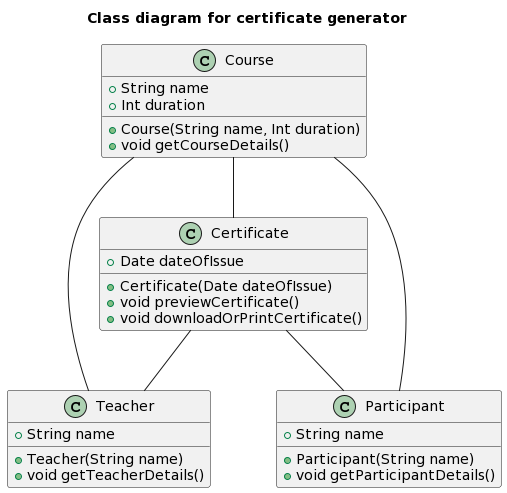 Class diagram for certificate generator
C Course
String name
Int duration
Course(String name, Int duration)
void getCourseDetails()
C Certificate
Date dateOfIssue
Certificate(Date dateOfIssue)
void previewCertificate()
void downloadOrPrintCertificate()
C Teacher
String name
Teacher(String name)
void getTeacherDetails()
C Participant
String name
Participant(String name)
void getParticipantDetails()